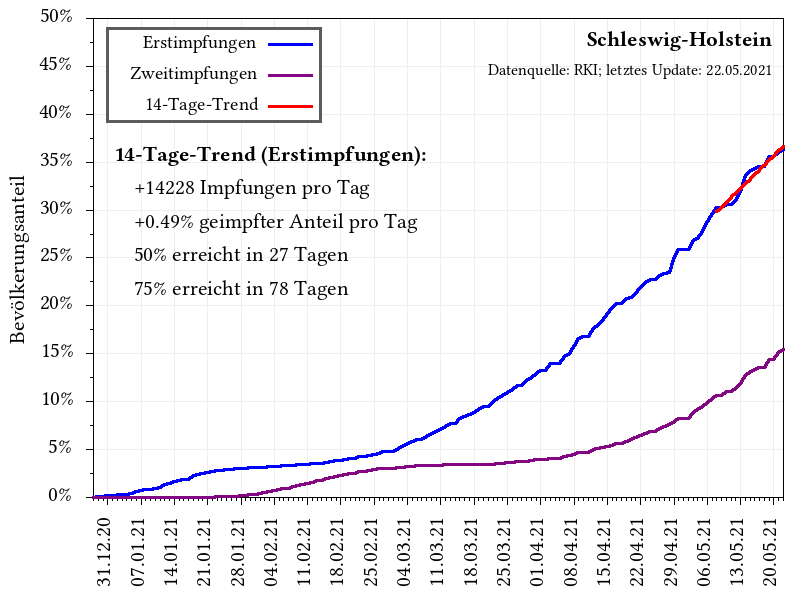 50%
45%
40%
35%
30%
25%
20%
15%
10%
5%
0%
Bevölkerungsanteil
Erstimpfungen
Zweitimpfungen
14-Tage-Trend
Schleswig-Holstein
Datenquelle: RKI; letztes Update: 22.05.2021
14-Tage-Trend (Erstimpfungen):
+14228 Impfungen pro Tag
+0.49% geimpfter Anteil pro Tag
50% erreicht in 27 Tagen
75% erreicht in 78 Tagen
31.12.20
07.01.21
14.01.21
21.01.21
28.01.21
04.02.21
11.02.21
18.02.21
25.02.21
04.03.21
11.03.21
18.03.21
25.03.21
01.04.21
08.04.21
15.04.21
22.04.21
29.04.21
06.05.21
13.05.21
20.05.21